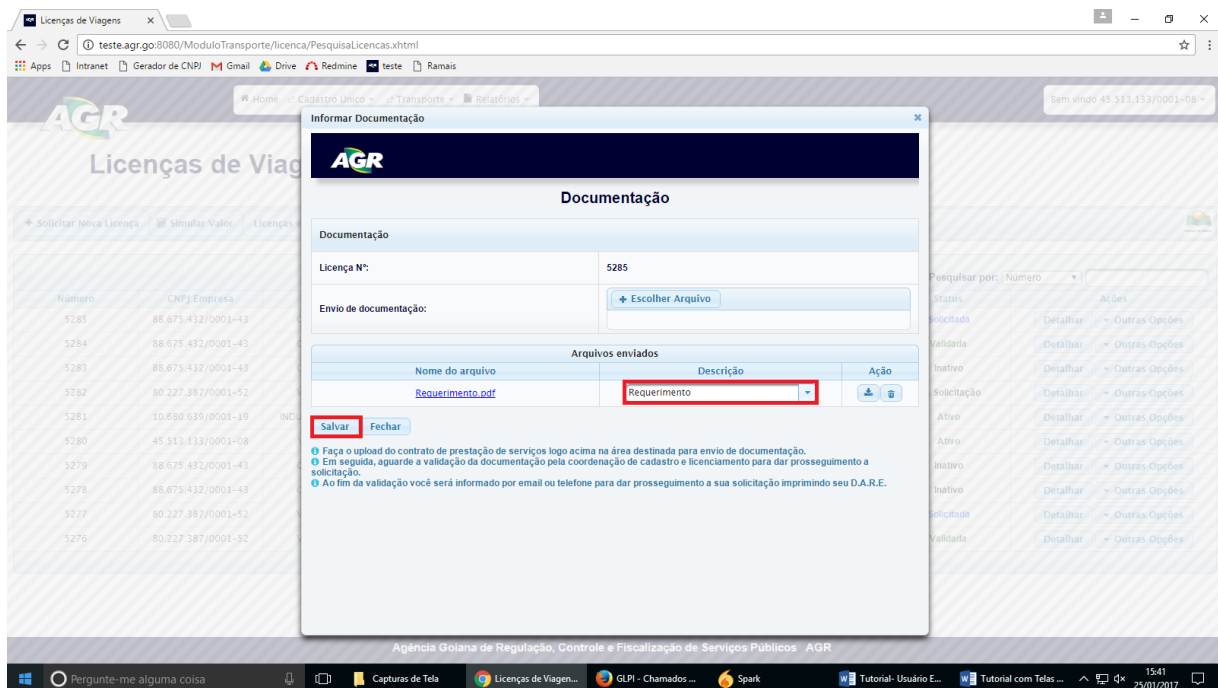 Licenças de Viagens
teste.agr.go:8080/ModuloTransporte/licenca/PesquisaLicencas.xhtml
Apps Intranet Gerador de CNPJ Gmail Drive Redmine teste Ramais
AGR
Home Cadastro Único Transporte Relatórios
Bem vindo 45.513.133/0001-08
Licenças de Viag
+ Solicitar Nova Licença Simular Valor Licenças
Informar Documentação
AGR
Documentação
Documentação
Licença Nº: 5285
Envio de documentação: + Escolher Arquivo
Arquivos enviados
Nome do arquivo Descrição Ação
Requerimento.pdf Requerimento
Salvar Fechar
Faça o upload do contrato de prestação de serviços logo acima na área destinada para envio de documentação.
Em seguida, aguarde a validação da documentação pela coordenação de cadastro e licenciamento para dar prosseguimento a
solicitação.
Ao fim da validação você será informado por email ou telefone para dar prosseguimento a sua solicitação imprimindo seu D.A.R.E.
Pesquisar por: Número
Número CNPJ Empresa Status Ações
5285 88.675.432/0001-43 Solicitada Detalhar Outras Opções
5284 88.675.432/0001-43 Validada Detalhar Outras Opções
5283 88.675.432/0001-43 Inativo Detalhar Outras Opções
5282 80.227.387/0001-52 Solicitação Detalhar Outras Opções
5281 10.680.639/0001-19 IND Ativo Detalhar Outras Opções
5280 45.513.133/0001-08 Ativo Detalhar Outras Opções
5279 88.675.432/0001-43 Inativo Detalhar Outras Opções
5278 88.675.432/0001-43 Inativo Detalhar Outras Opções
5277 80.227.387/0001-52 Solicitada Detalhar Outras Opções
5276 80.227.387/0001-52 Validada Detalhar Outras Opções
Agência Goiana de Regulação, Controle e Fiscalização de Serviços Públicos AGR
Pergunte-me alguma coisa Capturas de Tela Licenças de Viagen... GLPI - Chamados ... Spark Tutorial- Usuário E... Tutorial com Telas ... 15:41
25/01/2017